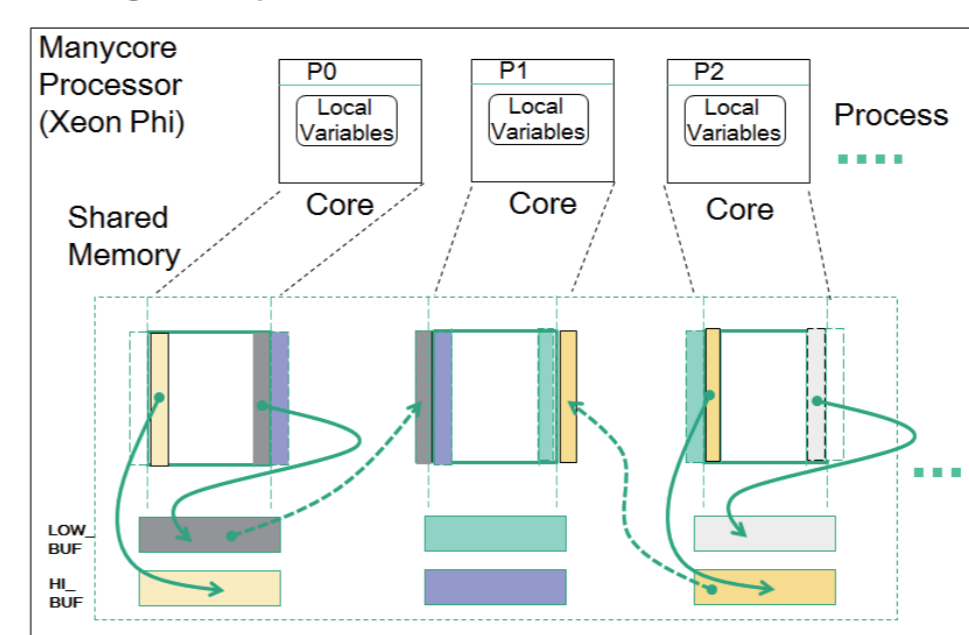 Manycore
Processor
(Xeon Phi)
P0
Local
Variables
Core
P1
Local
Variables
Core
P2
Local
Variables
Core
Process
Shared
Memory
LOW_
BUF
HI_
BUF